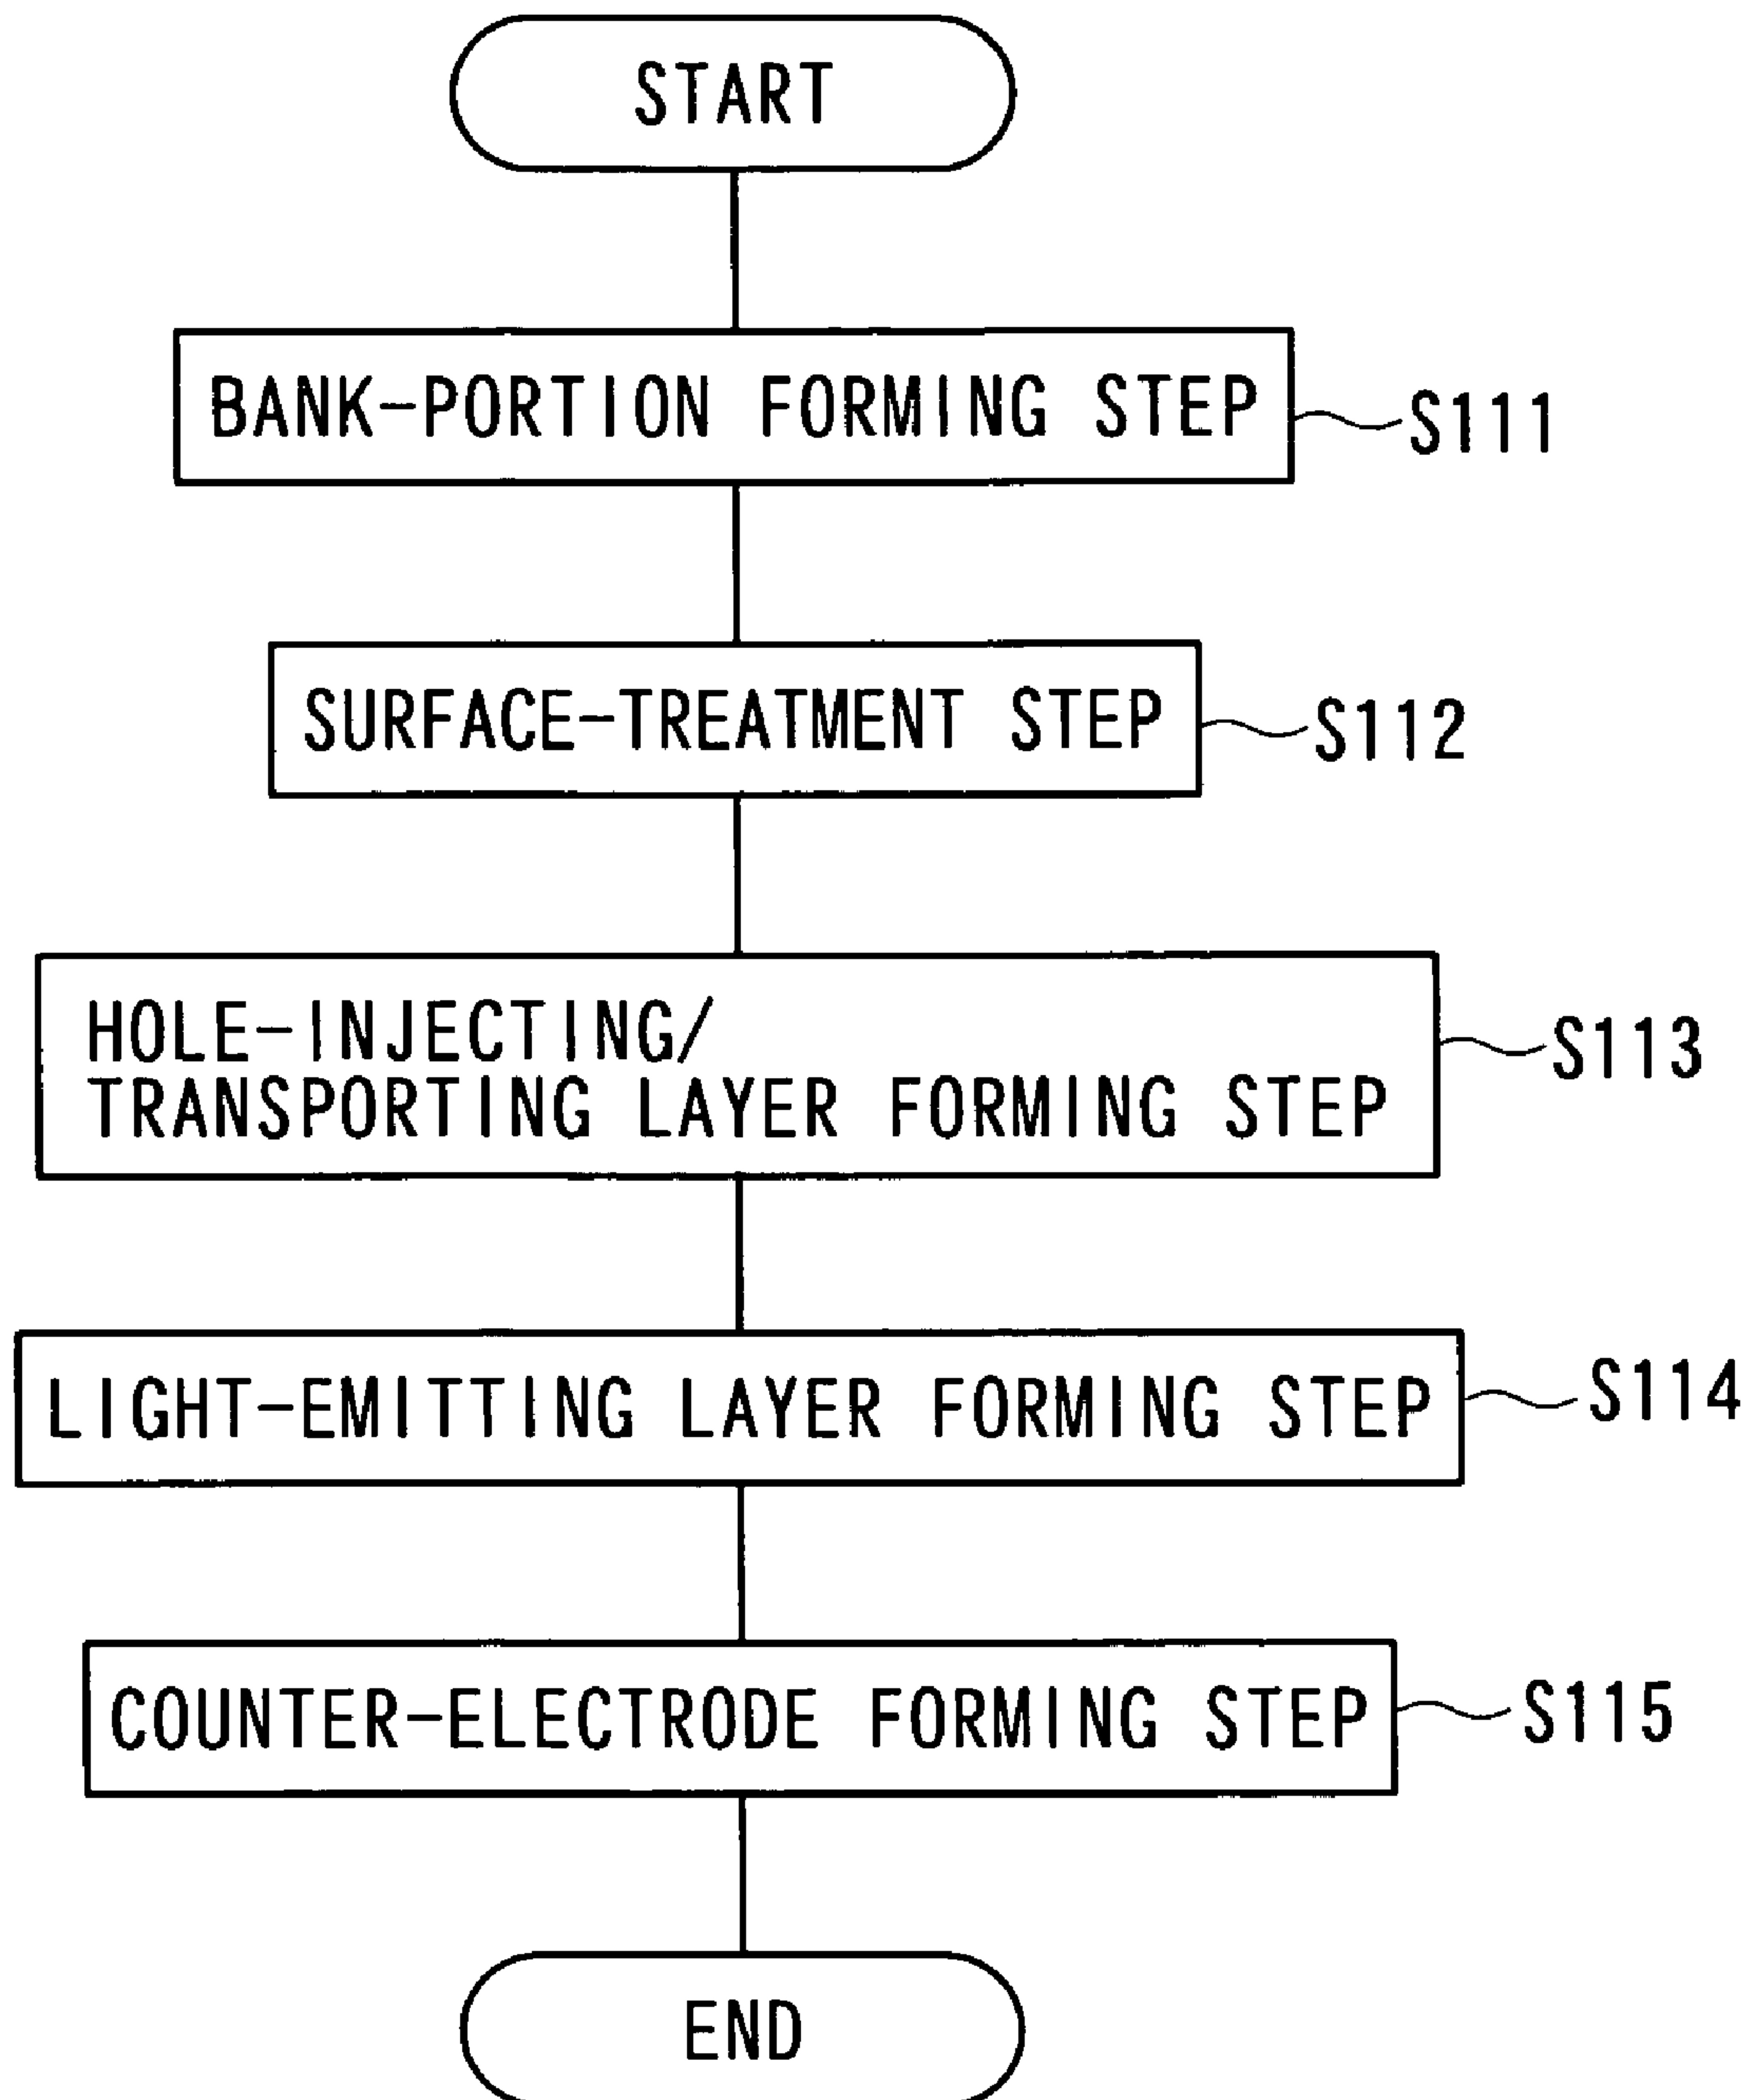 START
BANK-PORTION FORMING STEP
S111
SURFACE-TREATMENT STEP
S112
HOLE-INJECTING/
TRANSPORTING LAYER FORMING STEP
S113
LIGHT-EMITTING LAYER FORMING STEP
S114
COUNTER-ELECTRODE FORMING STEP
S115
END